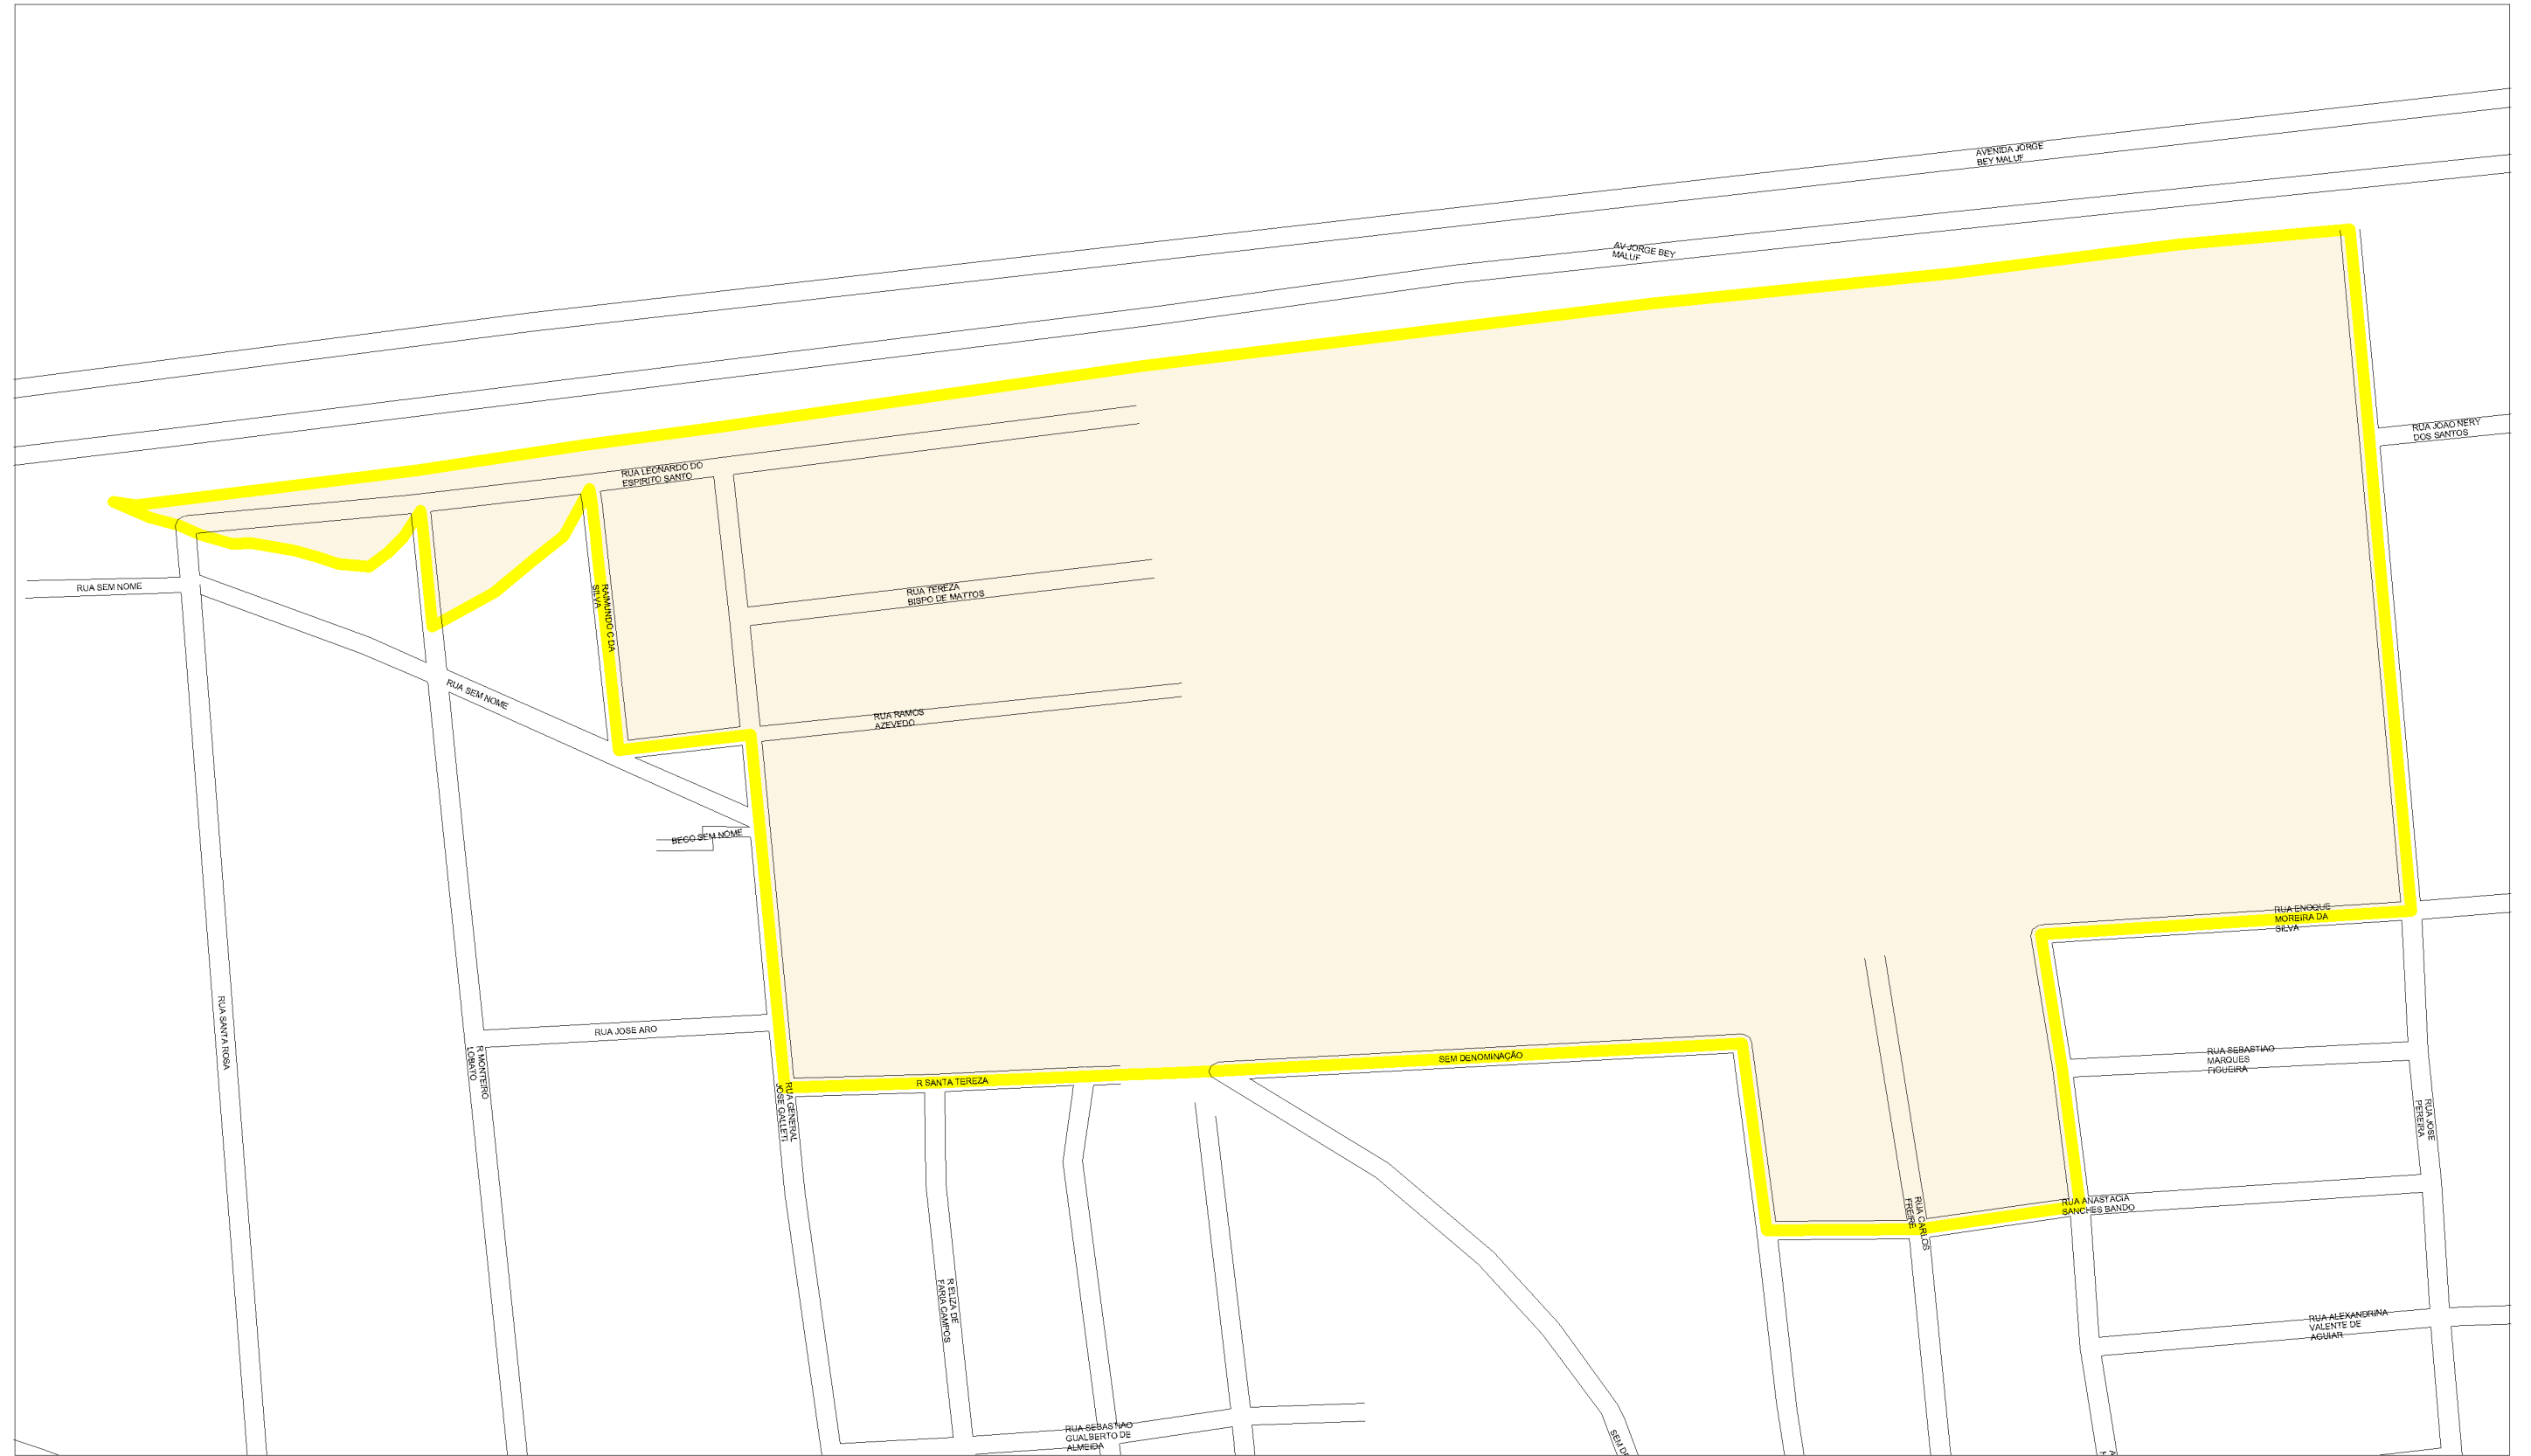 AVENIDA JORGE
BEY MALUF
AV JORGE BEY
MALUF
RUA JOAO NERY
DOS SANTOS
RUA LEONARDO DO
ESPIRITO SANTO
RUA SEM NOME
RAIMUNDO C DA
SILVA
RUA TEREZA
BISPO DE MATTOS
RUA SEM NOME
RUA RAMOS
AZEVEDO
BECO SEM NOME
RUA ENOQUE
MOREIRA DA
SILVA
RUA SANTA ROSA
RUA JOSE ARO
R MONTEIRO
LOBATO
R SANTA TEREZA
SEM DENOMINAÇÃO
RUA SEBASTIAO
MARQUES
FIGUEIRA
RUA GENERAL
JOSE GALLETI
RUA JOSE
PEREIRA
RUA CARLOS
FREIRE
RUA ANASTACIA
SANCHES BANDO
R ELIZA DE
FARIA CAMPOS
RUA ALEXANDRINA
VALENTE DE
AGUIAR
RUA SEBASTIAO
GUALBERTO DE
ALMEIDA
SEM